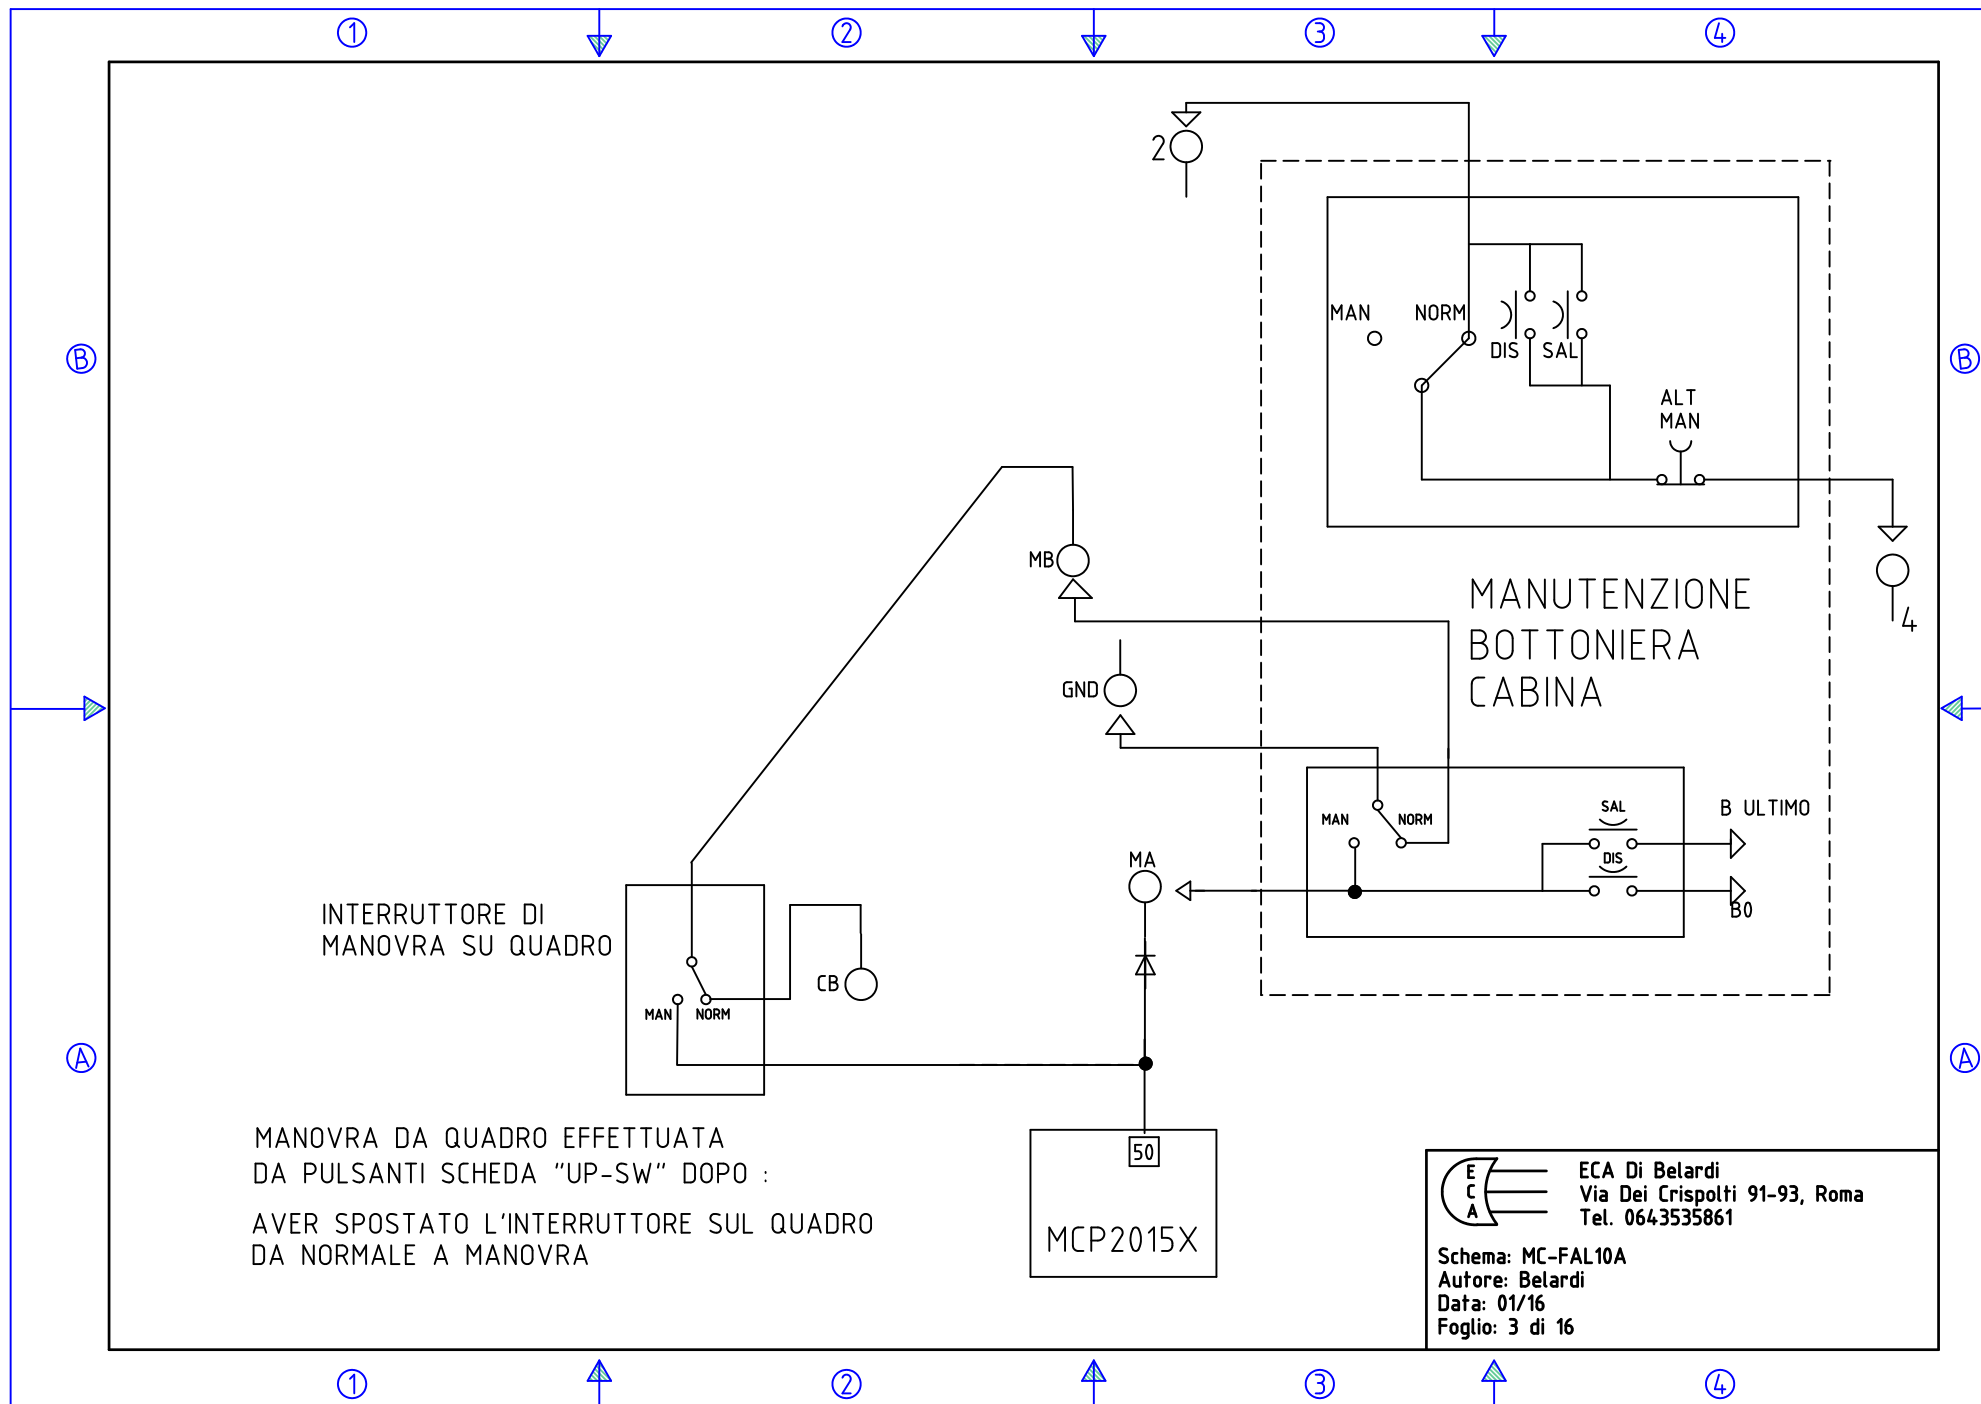 1
2
3
4
2
B
B
MAN
NORM
DIS
SAL
ALT
MAN
MB
MANUTENZIONE
BOTTONIERA
CABINA
4
GND
MAN
NORM
SAL
DIS
B ULTIMO
B0
MA
INTERRUTTORE DI
MANOVRA SU QUADRO
MAN
NORM
CB
A
A
MANOVRA DA QUADRO EFFETTUATA
DA PULSANTI SCHEDA "UP-SW" DOPO :
AVER SPOSTATO L'INTERRUTTORE SUL QUADRO
DA NORMALE A MANOVRA
50
MCP2015X
E
C
A
ECA Di Belardi
Via Dei Crispolti 91-93, Roma
Tel. 0643535861
Schema: MC-FAL10A
Autore: Belardi
Data: 01/16
Foglio: 3 di 16
1
2
3
4